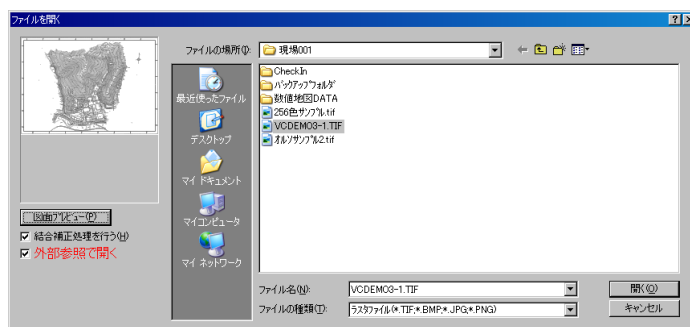 ファイルを開く
ファイルの場所(I):
現場001
最近使ったファイル
デスクトップ
マイ ドキュメント
マイ コンピュータ
マイ ネットワーク
CheckIn
バックアップフォルダ
数値地図DATA
256色サンプル.tif
VCDEMO3-1.TIF
オルソサンプル2.tif
図面プレビュー(P)
結合補正処理を行う(H)
外部参照で開く
ファイル名(N):
VCDEMO3-1.TIF
開く(O)
ファイルの種類(T):
ラスタファイル(*.TIF;*.BMP;*.JPG;*.PNG)
キャンセル